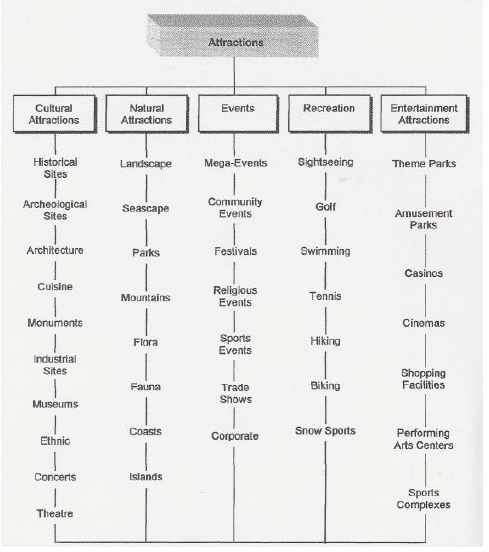 Attractions
Cultural
Attractions
Historical
Sites
Archeological
Sites
Architecture
Cuisine
Monuments
Industrial
Sites
Museums
Ethnic
Concerts
Theatre
Natural
Attractions
Landscape
Seascape
Parks
Mountains
Flora
Fauna
Coasts
Islands
Events
Mega-Events
Community
Events
Festivals
Religious
Events
Sports
Events
Trade
Shows
Corporate
Recreation
Sightseeing
Golf
Swimming
Tennis
Hiking
Biking
Snow Sports
Entertainment
Attractions
Theme Parks
Amusement
Parks
Casinos
Cinemas
Shopping
Facilities
Performing
Arts Centers
Sports
Complexes